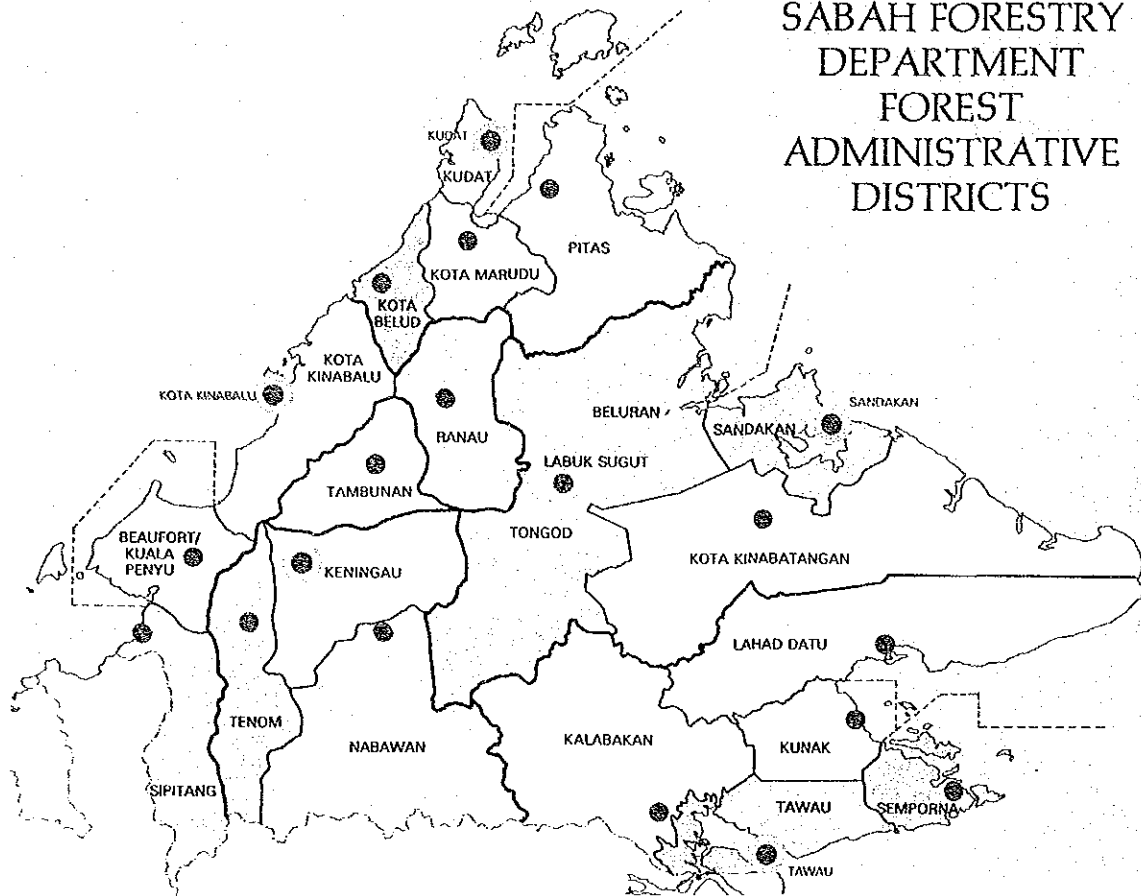 SABAH FORESTRY
DEPARTMENT
FOREST
ADMINISTRATIVE
DISTRICTS
KUDAT
KUDAT
PITAS
KOTA MARUDU
KOTA
BELUD
KOTA
KINABALU
KOTA KINABALU
RANAU
BELURAN
SANDAKAN
SANDAKAN
LABUK SUGUT
TAMBUNAN
TONGOD
BEAUFORT/
KUALA
PENYU
KENINGAU
KOTA KINABATANGAN
LAHAD DATU
TENOM
NABAWAN
KALABAKAN
KUNAK
SIPITANG
TAWAU
SEMPORNA
TAWAU